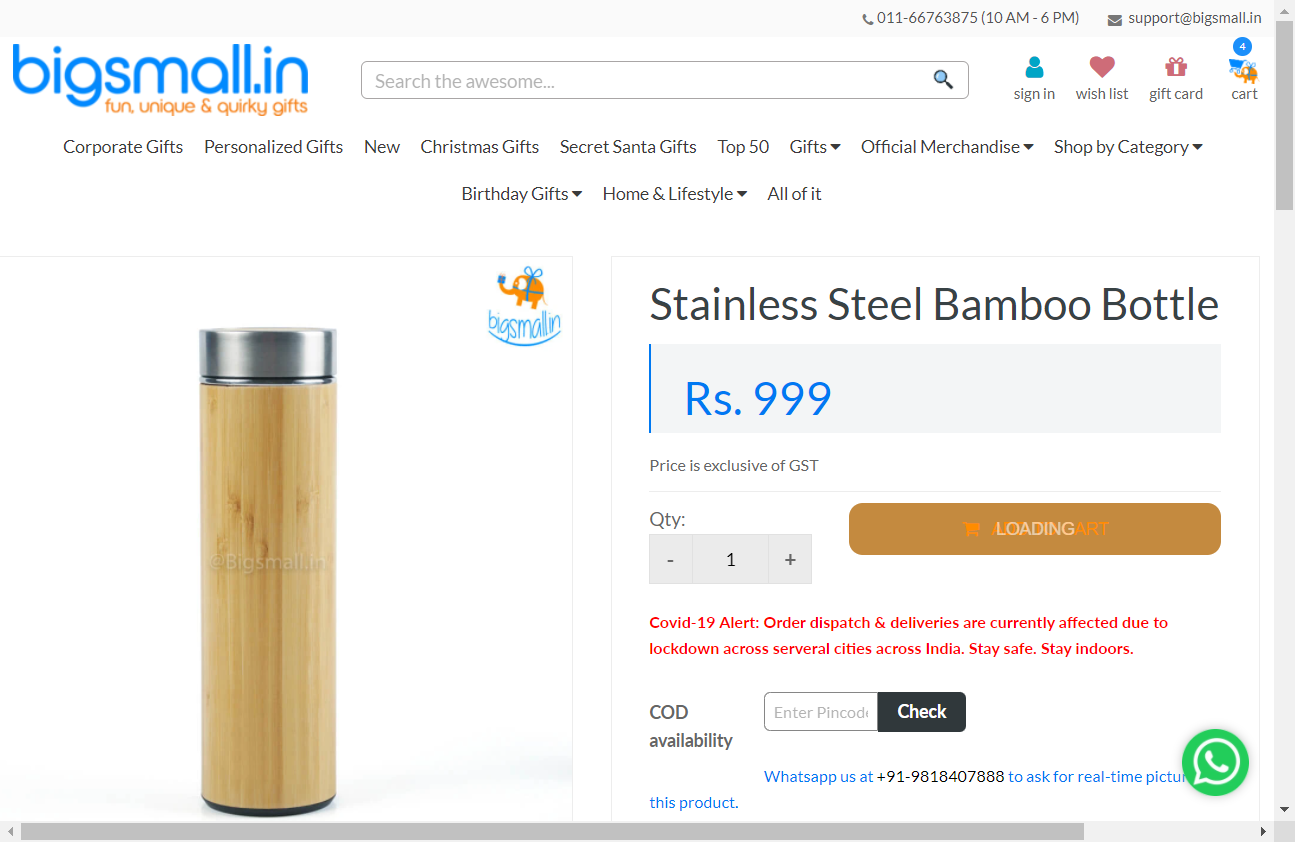 011-66763875 (10 AM - 6 PM) support@bigsmall.in
bigsmall.in
fun, unique & quirky gifts
Search the awesome...
4
sign in wish list gift card cart
Corporate Gifts Personalized Gifts New Christmas Gifts Secret Santa Gifts Top 50 Gifts Official Merchandise Shop by Category
Birthday Gifts Home & Lifestyle All of it
bigsmall.in
@Bigsmall.in
Stainless Steel Bamboo Bottle
Rs. 999
Price is exclusive of GST
Qty:
- 1 +
LOADING
Covid-19 Alert: Order dispatch & deliveries are currently affected due to
lockdown across serveral cities across India. Stay safe. Stay indoors.
COD
availability
Enter Pincode Check
Whatsapp us at +91-9818407888 to ask for real-time
this product.